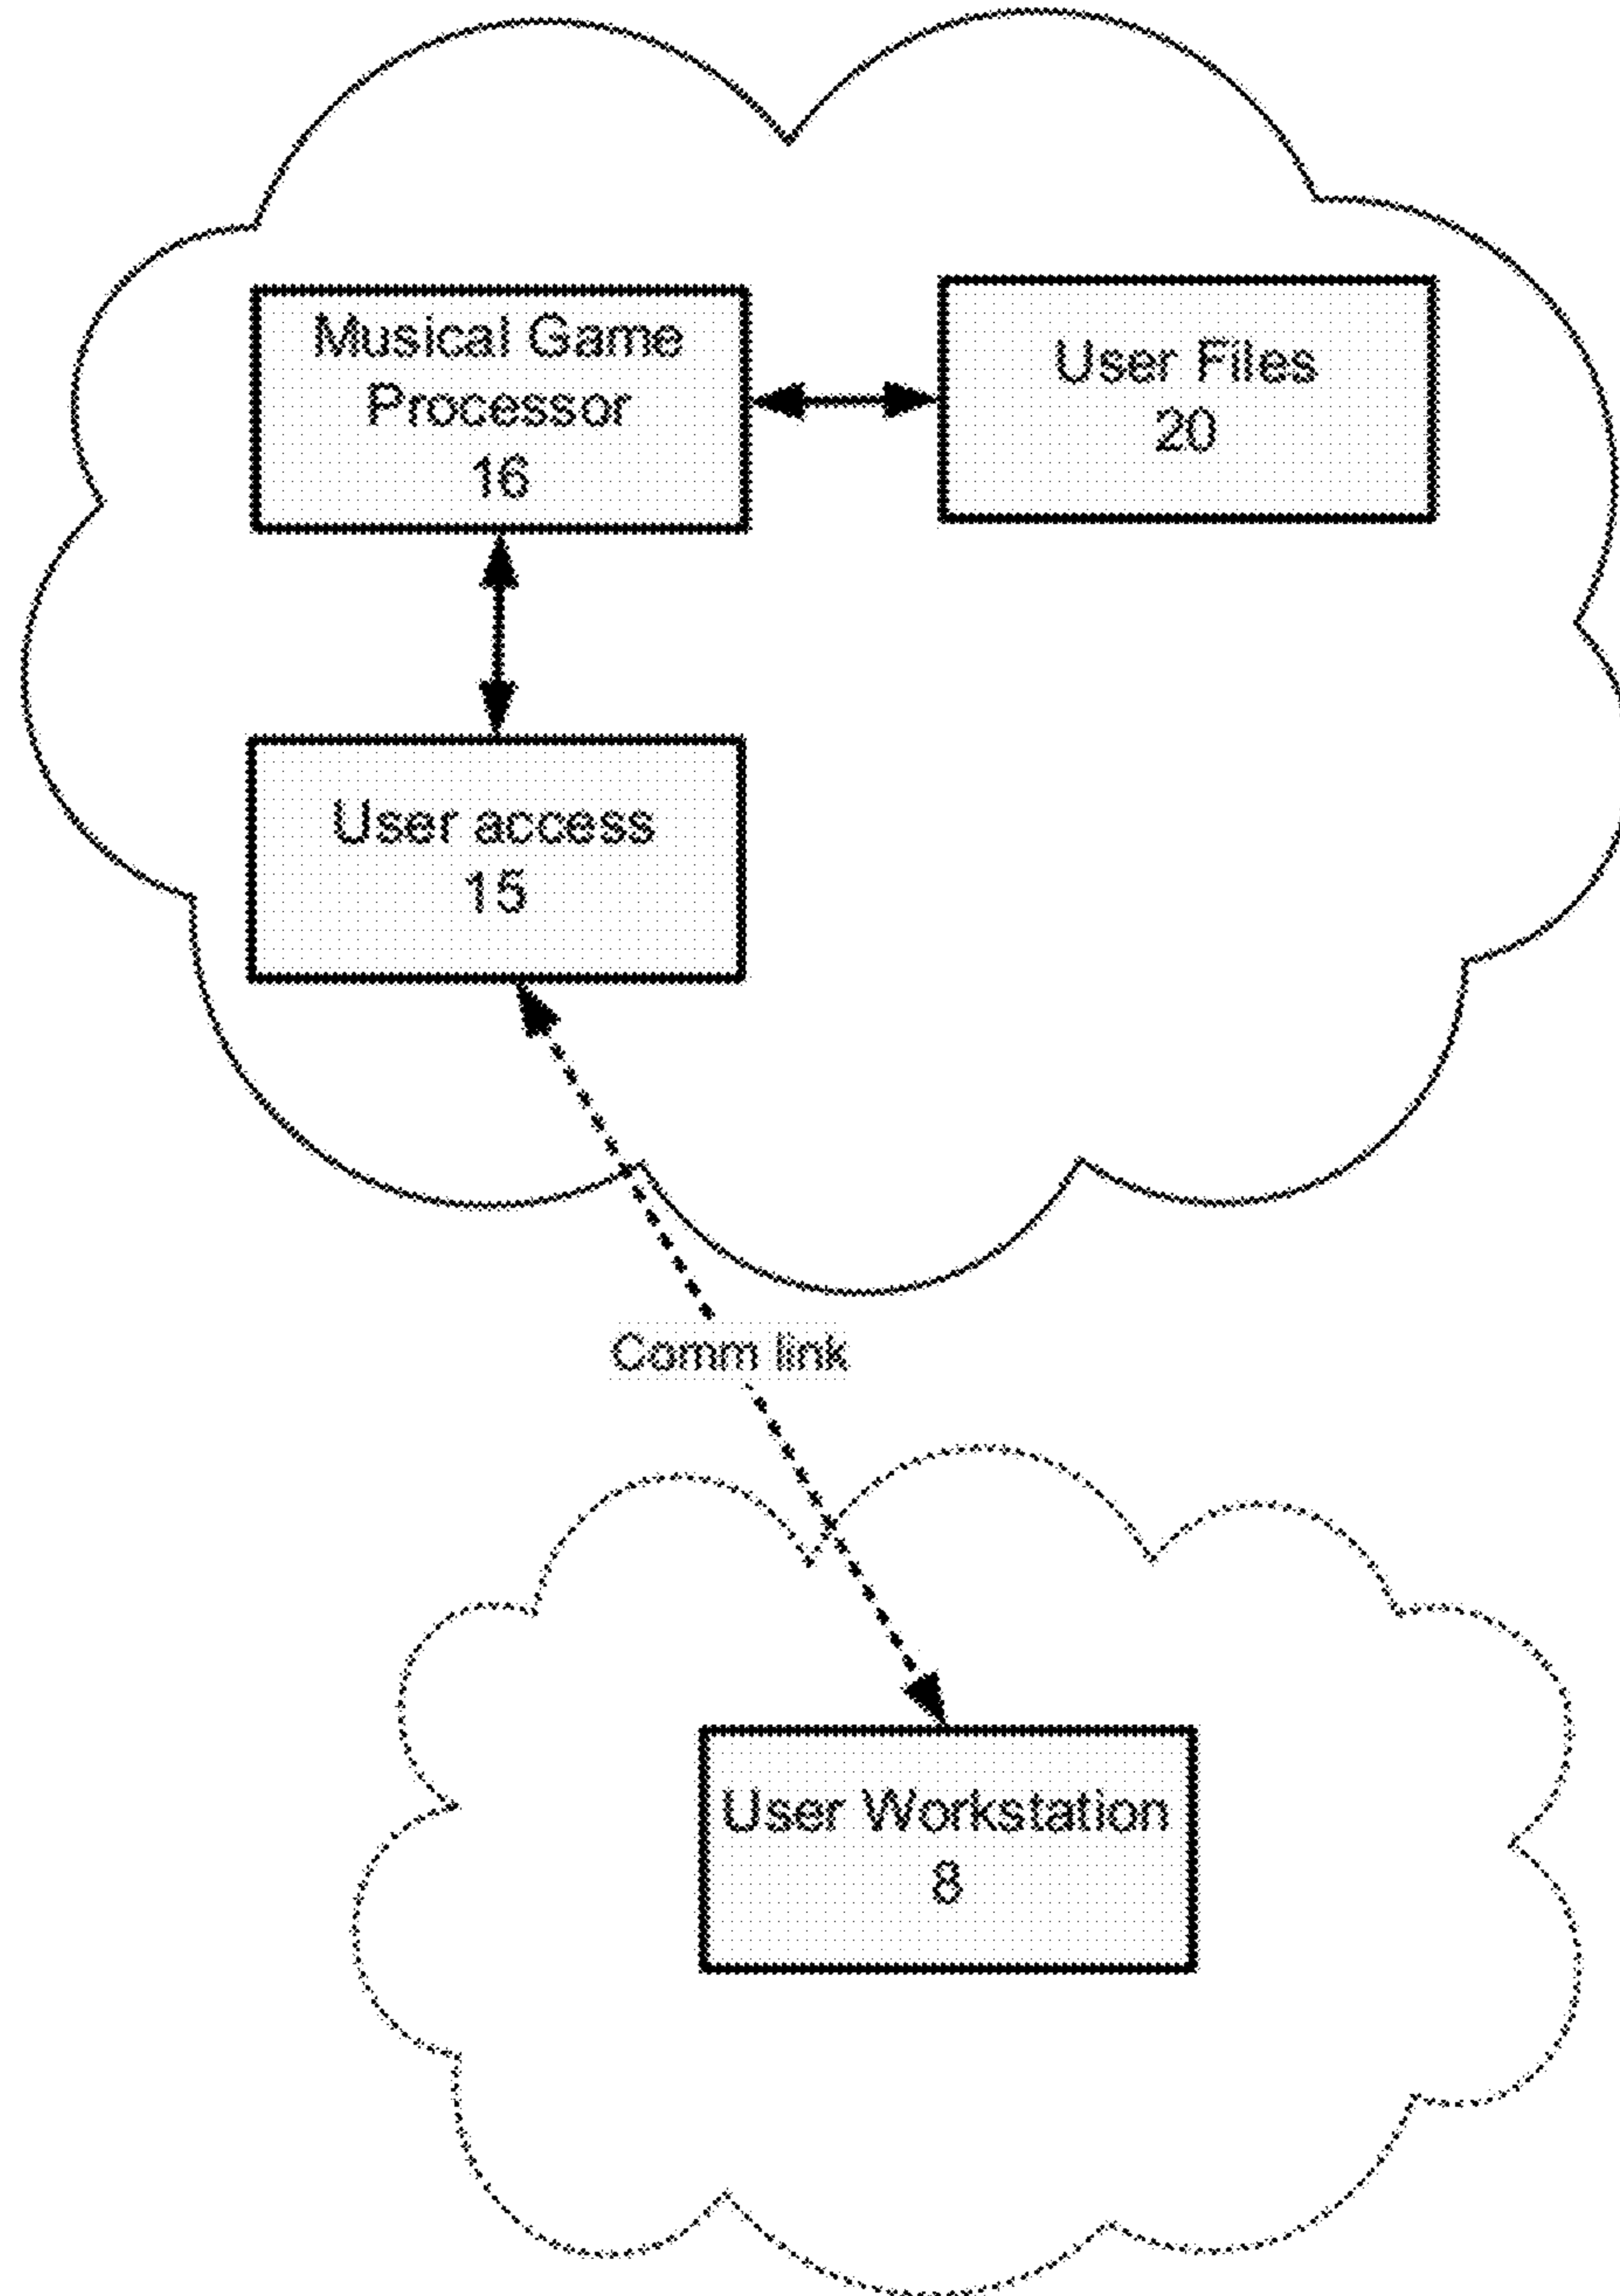 Musical Game
Processor
16
User Files
20
User access
15
Comm link
User Workstation
8